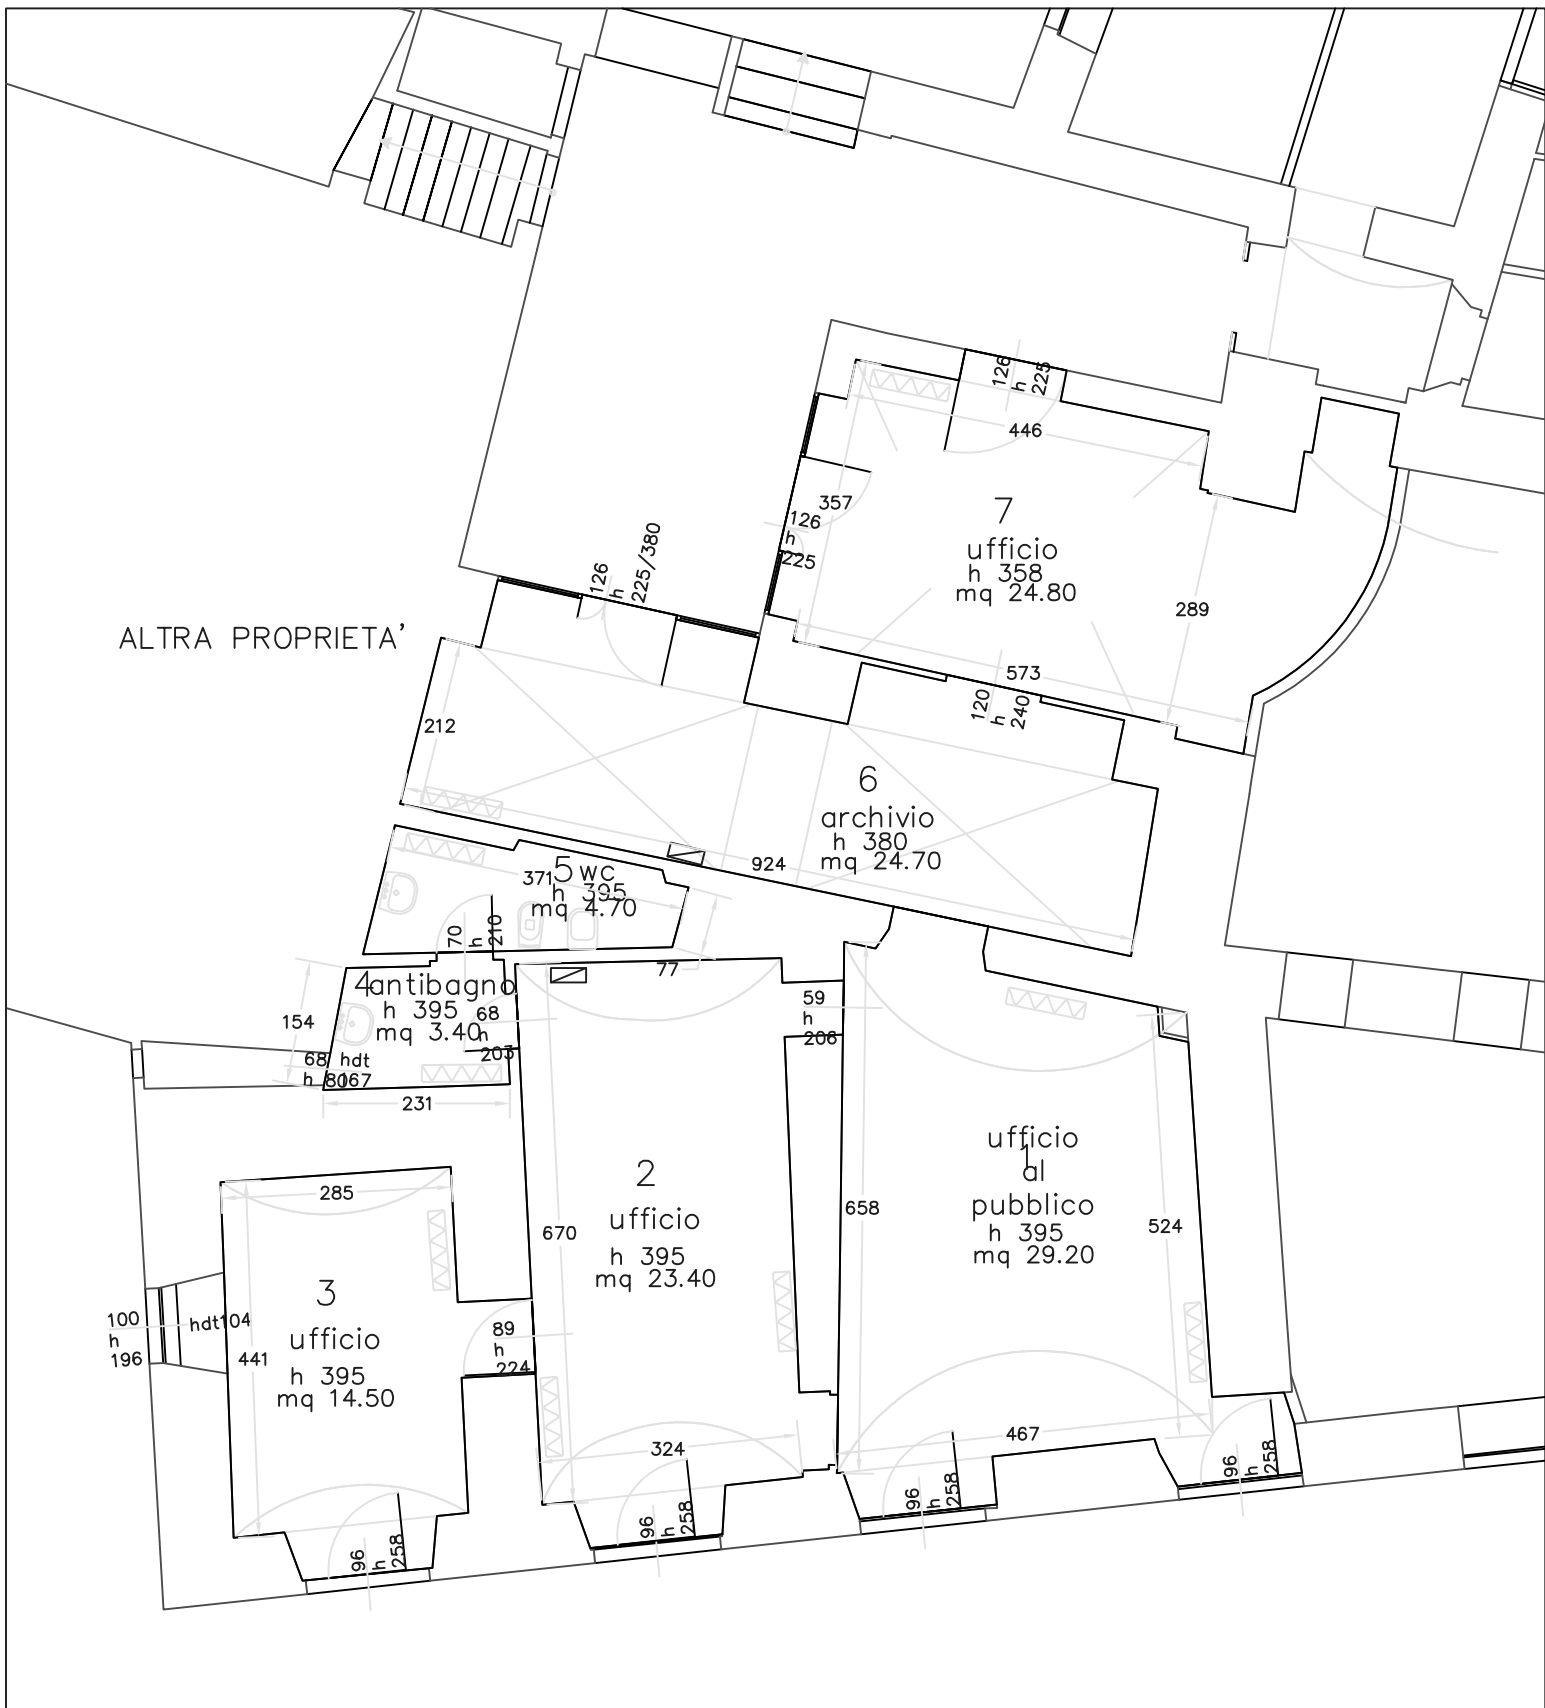 126
h
225
446
357
126
h
225
7
ufficio
h 358
mq 24.80
289
573
126
h
225/380
ALTRA PROPRIETA'
212
120
h
240
6
archivio
h 380
mq 24.70
924
5 wc
371
h 395
mq 4.70
70
h
210
77
4
antibagno
h 395
mq 3.40
154
68
h
203
68 hdt
h 80 167
231
59
h
206
285
2
ufficio
h 395
mq 23.40
670
324
ufficio
1
al
pubblico
h 395
mq 29.20
658
524
467
3
ufficio
h 395
mq 14.50
100
h
196
hdt104
441
89
h
224
96
h
258
96
h
258
96
h
258
96
h
258